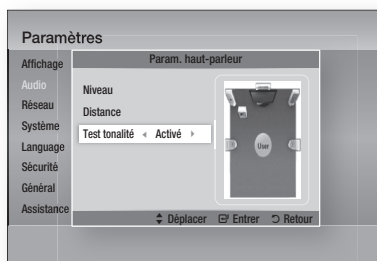 Paramètres
Affichage
Audio
Réseau
Système
Language
Sécurité
Général
Assistance
Param. haut-parleur
Niveau
Distance
Test tonalité ◂ Activé ▸
User
Déplacer Entrer Retour